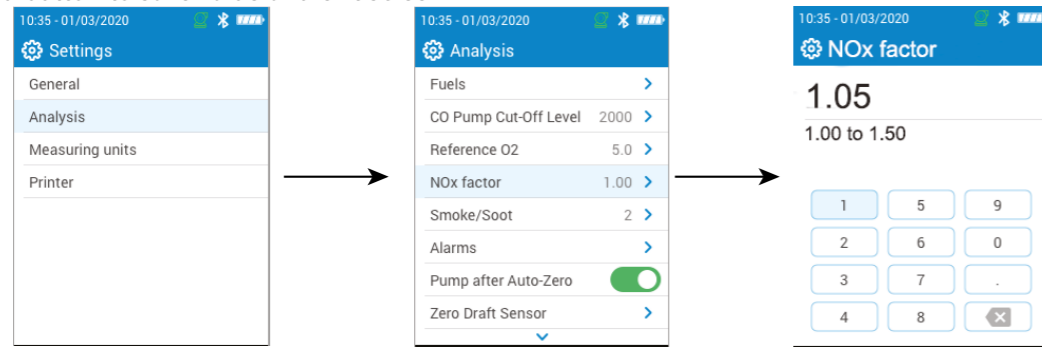 10:35 - 01/03/2020
Settings
General
Analysis
Measuring units
Printer
10:35 - 01/03/2020
Analysis
Fuels
CO Pump Cut-Off Level 2000
Reference O2 5.0
NOx factor 1.00
Smoke/Soot 2
Alarms
Pump after Auto-Zero
Zero Draft Sensor
10:35 - 01/03/2020
NOx factor
1.05
1.00 to 1.50
1 5 9
2 6 0
3 7 .
4 8